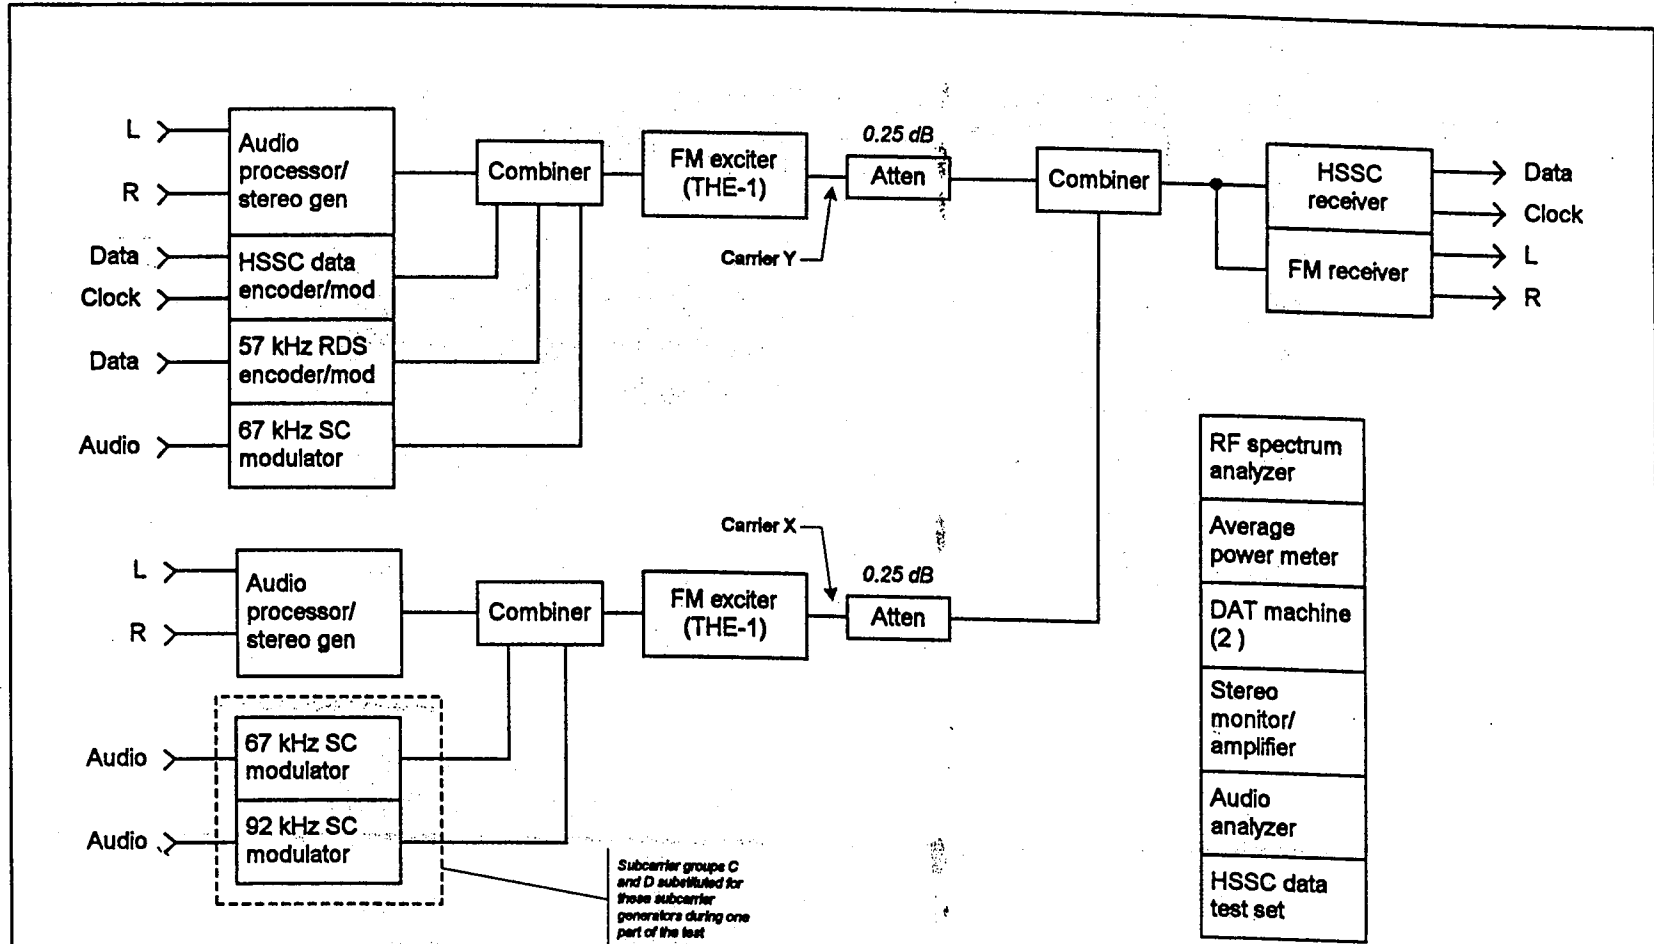 L
R
Audio
processor/
stereo gen
Data
Clock
HSSC data
encoder/mod
Data
57 kHz RDS
encoder/mod
Audio
67 kHz SC
modulator
Combiner
FM exciter
(THE-1)
Carrier Y
0.25 dB
Atten
Combiner
HSSC
receiver
FM receiver
Data
Clock
L
R
L
R
Audio
processor/
stereo gen
Combiner
FM exciter
(THE-1)
Carrier X
0.25 dB
Atten
Audio
67 kHz SC
modulator
Audio
92 kHz SC
modulator
Subcarrier groups C
and D substituted for
these subcarrier
generators during one
part of the test
RF spectrum
analyzer
Average
power meter
DAT machine
(2 )
Stereo
monitor/
amplifier
Audio
analyzer
HSSC data
test set